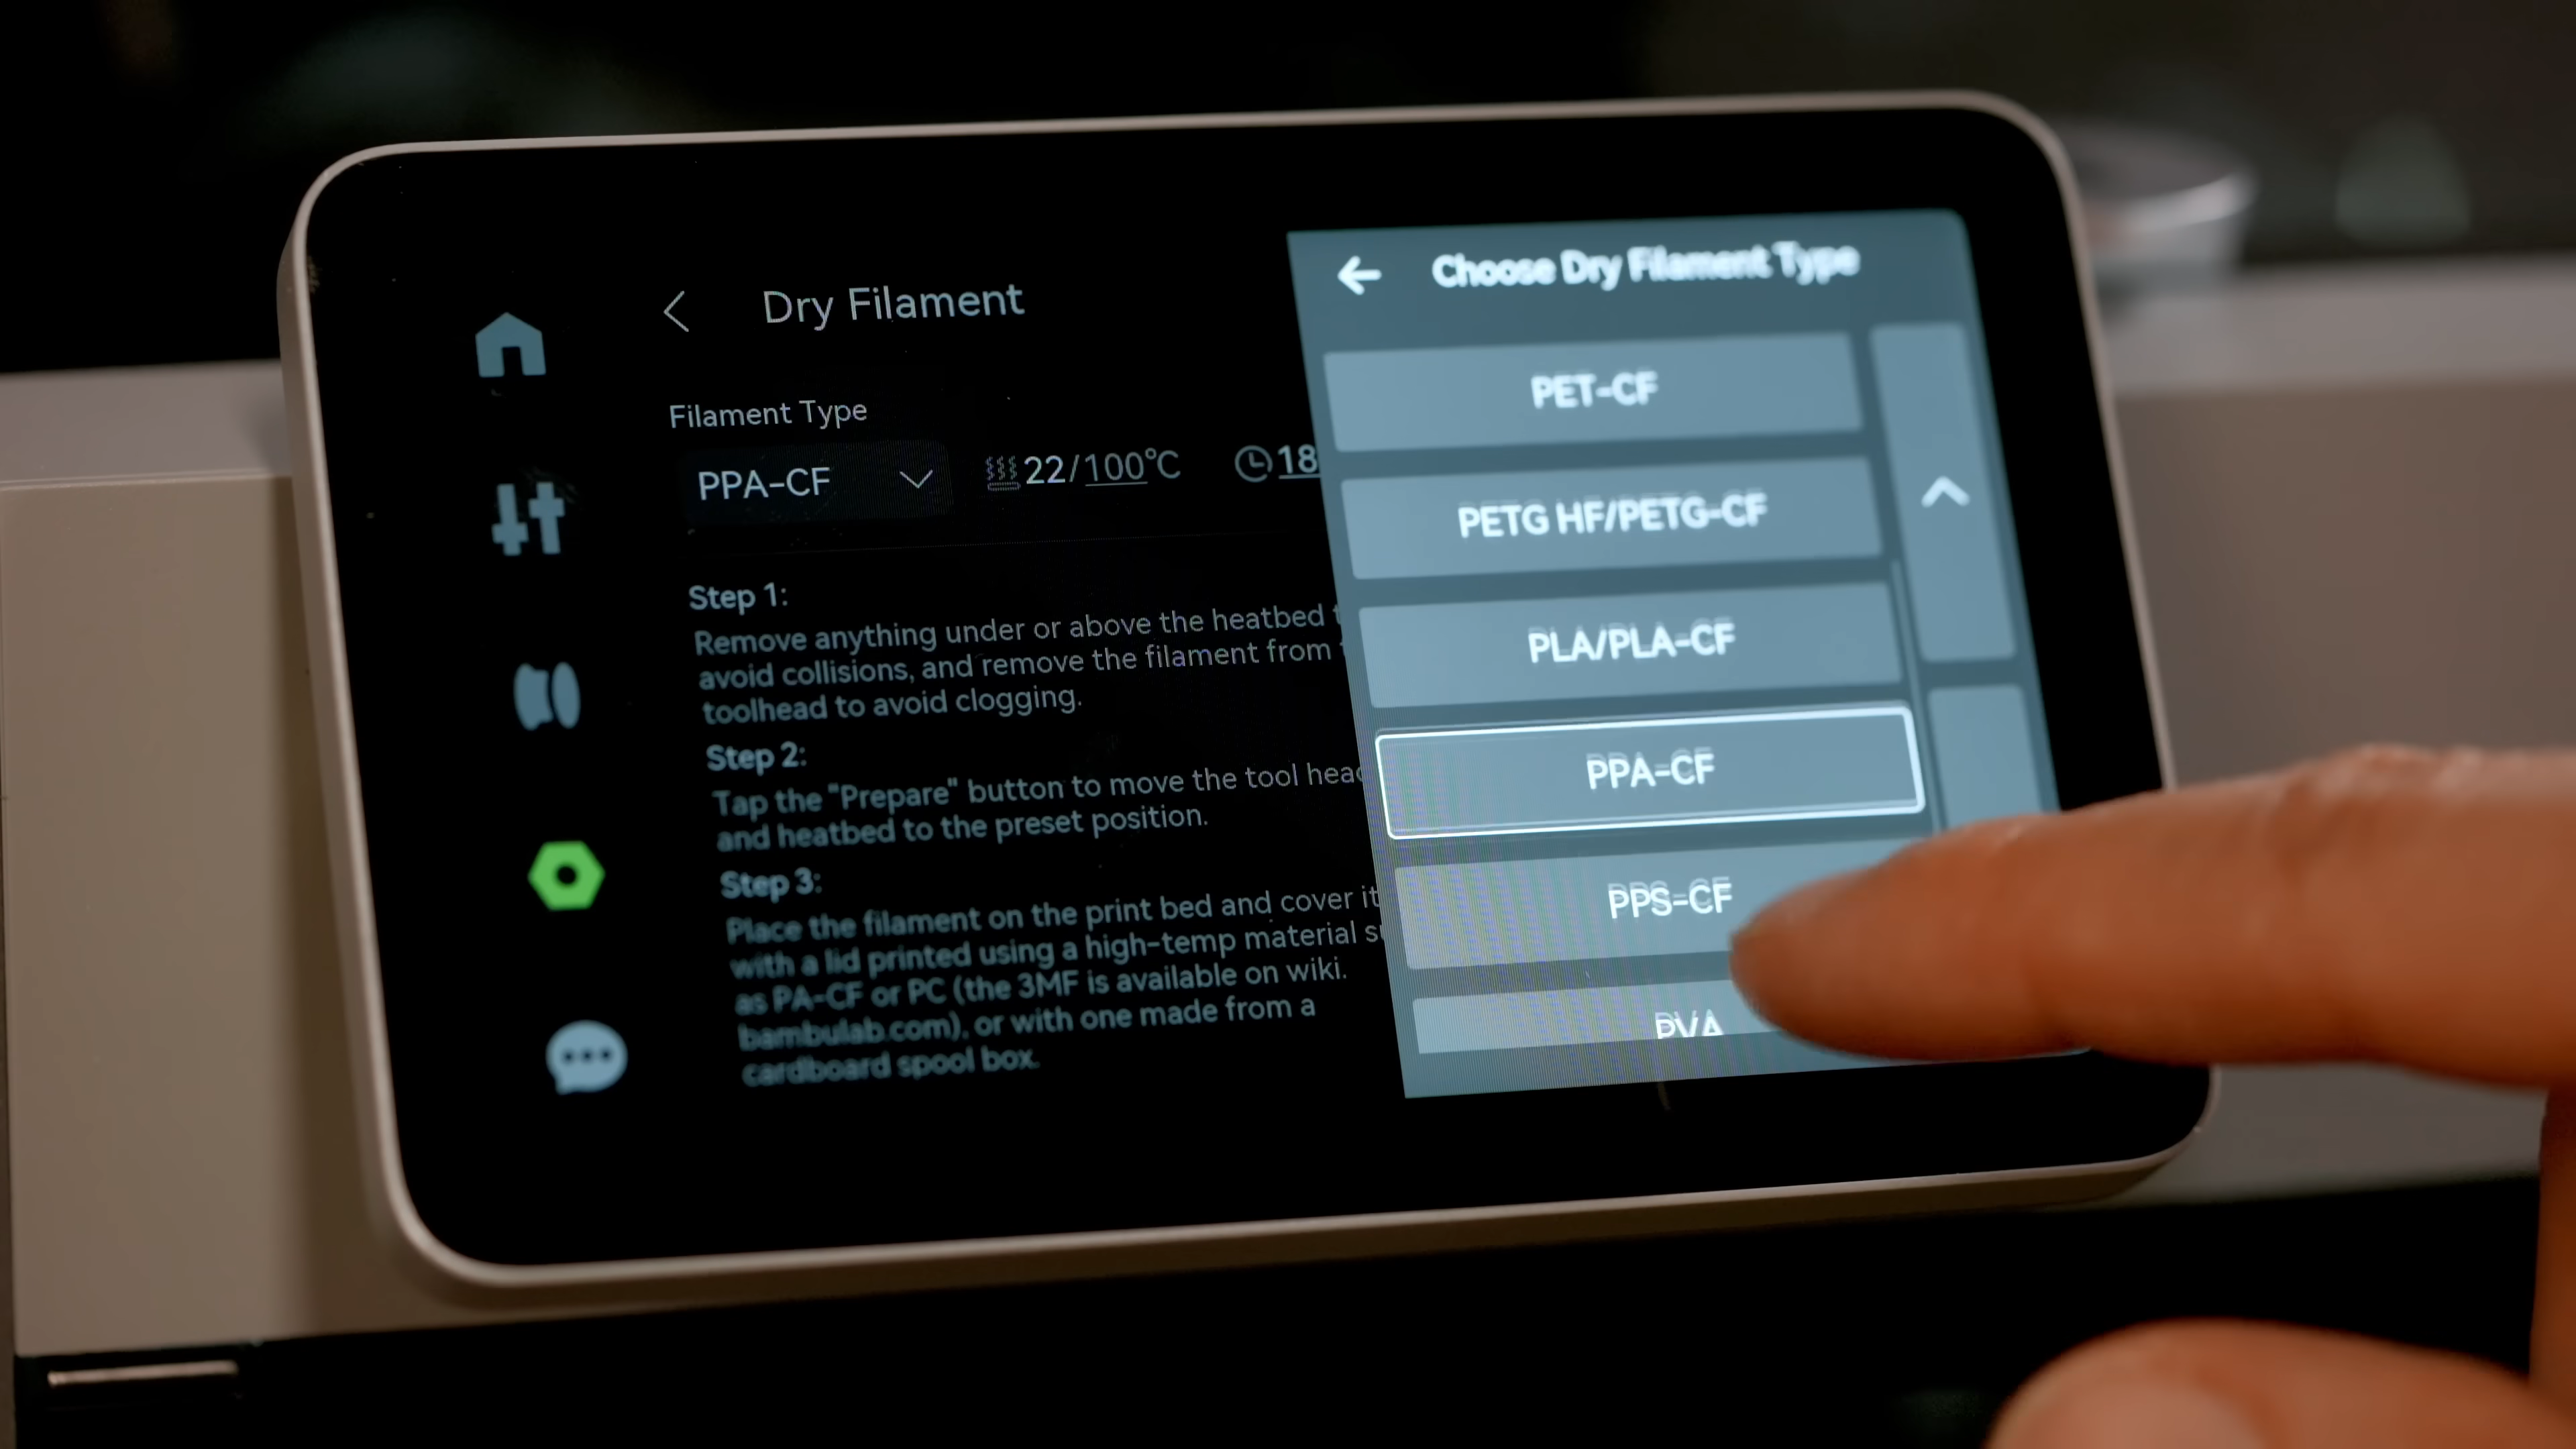 Dry Filament
Filament Type
PPA-CF
22/100°C
18
Step 1:
Remove anything under or above the heatbed
avoid collisions, and remove the filament from
toolhead to avoid clogging.
Step 2:
Tap the "Prepare" button to move the tool head
and heatbed to the preset position.
Step 3:
Place the filament on the print bed and cover it
with a lid printed using a high-temp material
as PA-CF or PC (the 3MF is available on wiki.
bambulab.com), or with one made from a
cardboard spool box.
Choose Dry Filament Type
PET-CF
PETG HF/PETG-CF
PLA/PLA-CF
PPA-CF
PPS-CF
PVA